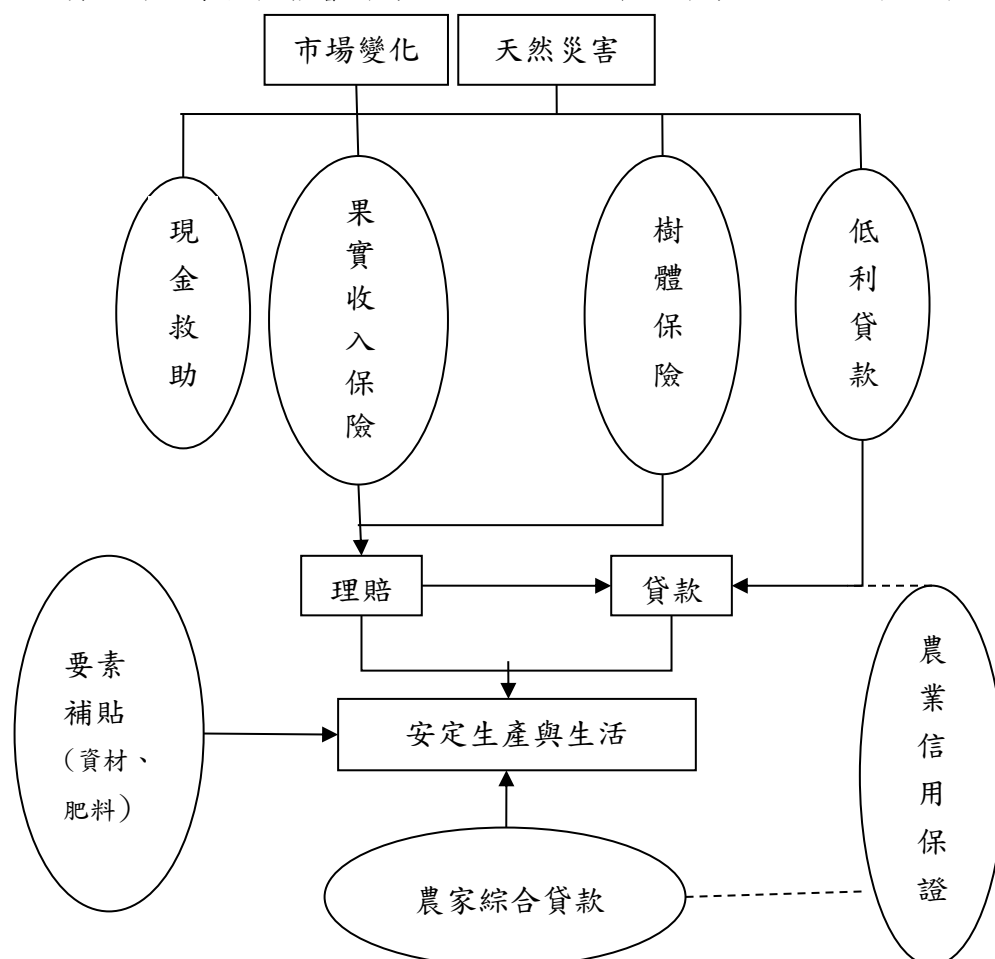 市場變化
天然災害
現金救助
果實收入保險
樹體保險
低利貸款
理賠
貸款
要素
補貼
（資材、
肥料）
安定生產與生活
農業信用保證
農家綜合貸款